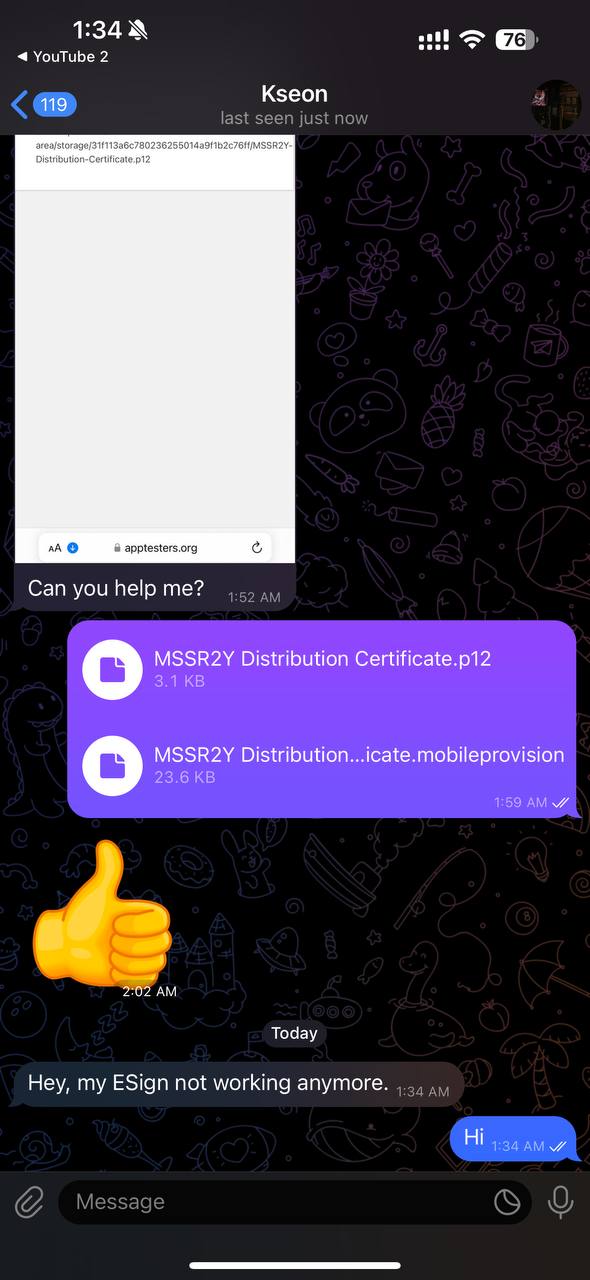 1:34
76
YouTube 2
119
Kseon
last seen just now
area/storage/31f113a6c780236255014a9f1b2c76ff/MSSR2Y-
Distribution-Certificate.p12
AA
apptesters.org
Can you help me? 1:52 AM
MSSR2Y Distribution Certificate.p12
3.1 KB
MSSR2Y Distribution...icate.mobileprovision
23.6 KB
1:59 AM
2:02 AM
Today
Hey, my ESign not working anymore. 1:34 AM
Hi 1:34 AM
Message